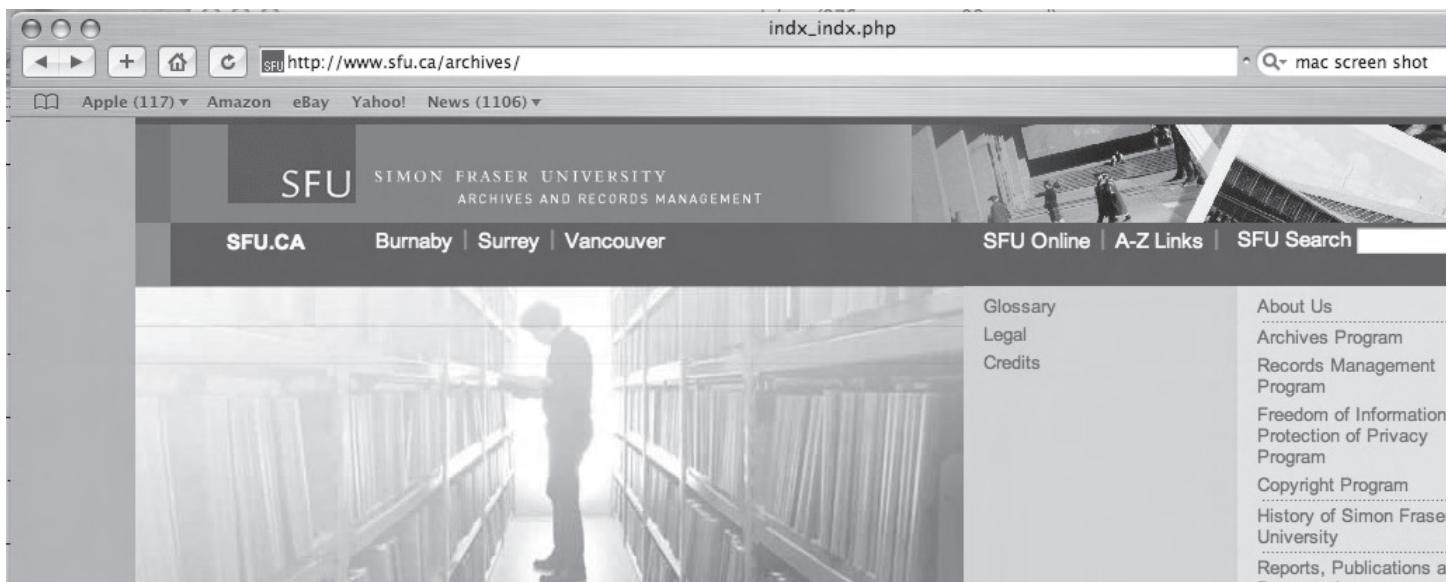 indx_indx.php
SFU http://www.sfu.ca/archives/
mac screen shot
Apple (117) Amazon eBay Yahoo! News (1106)
SFU SIMON FRASER UNIVERSITY
ARCHIVES AND RECORDS MANAGEMENT
SFU.CA Burnaby | Surrey | Vancouver
SFU Online | A-Z Links | SFU Search
Glossary
Legal
Credits
About Us
Archives Program
Records Management
Program
Freedom of Information
Protection of Privacy
Program
Copyright Program
History of Simon Frase
University
Reports, Publications a